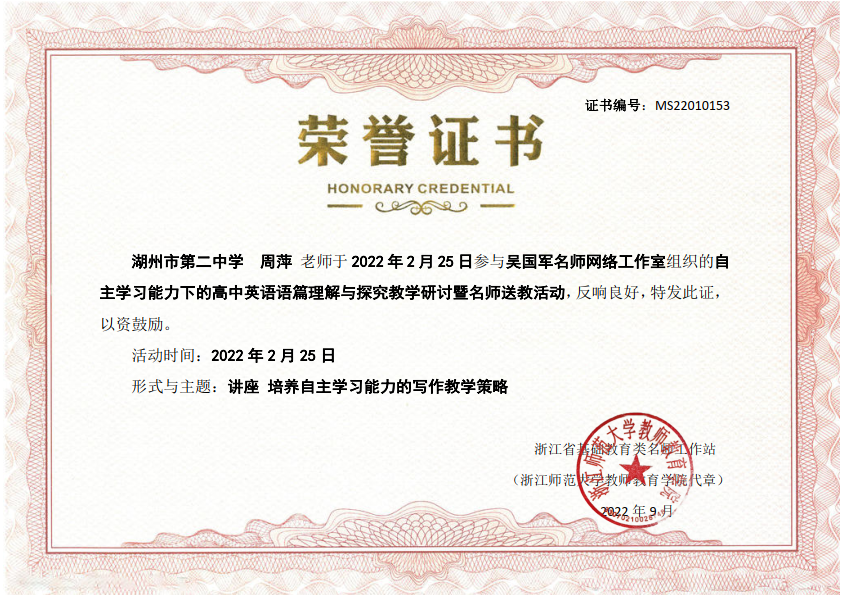 证书编号：MS22010153
荣誉证书
HONORARY CREDENTIAL
湖州市第二中学 周萍 老师于 2022 年 2 月 25 日参与吴国军名师网络工作室组织的自
主学习能力下的高中英语语篇理解与探究教学研讨暨名师送教活动，反响良好，特发此证，
以资鼓励。
活动时间：2022 年 2 月 25 日
形式与主题：讲座 培养自主学习能力的写作教学策略
浙江师范大学教师教育学院
浙江省基础教育类名师工作站
（浙江师范大学教师教育学院代章）
2022 年 9 月